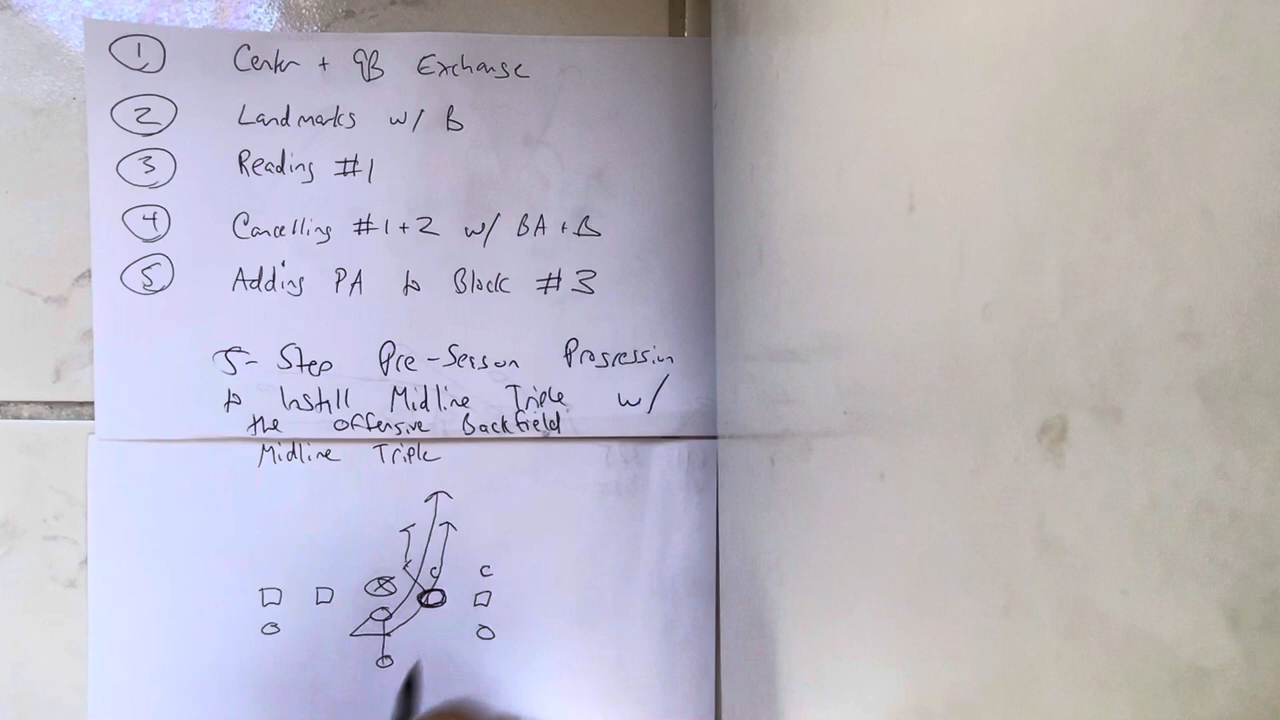 1 Center + QB Exchange
2 Landmarks w/ B
3 Reading #1
4 Cancelling #1+2 w/ BA + B
5 Adding PA to Block #3
5-Step Pre-Season Progression
to Install Midline Triple w/
the offensive Backfield
Midline Triple
C C